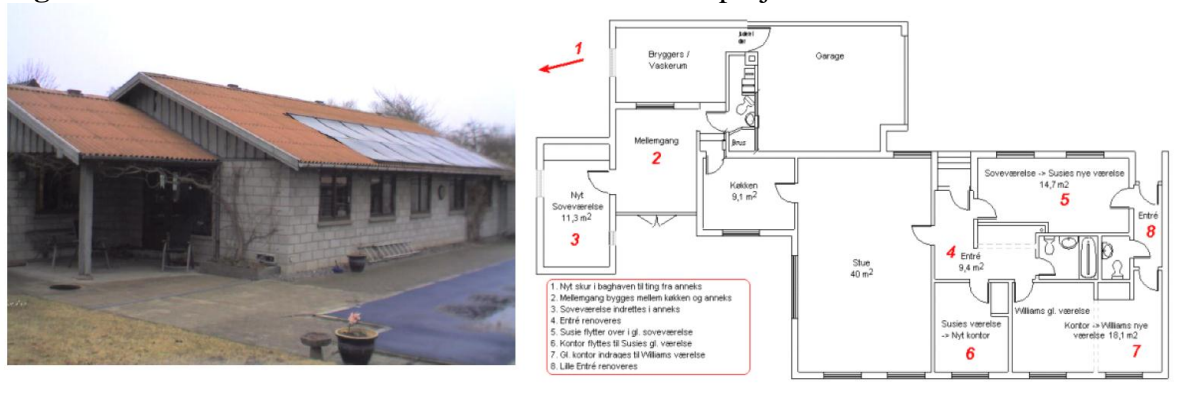 1
Bryggers /
Vaskerum
Garage
Mellemgang
2
Brus
Køkken
9,1 m2
Nyt
Soveværelse
11,3 m2
3
Soveværelse -> Susies nye værelse
14,7 m2
5
Entré
8
4
Entré
9,4 m2
Stue
40 m2
Susies værelse
-> Nyt kontor
6
Williams gl. værelse
Kontor -> Williams nye
værelse 18,1 m2
7
1. Nyt skur i baghaven til ting fra anneks
2. Mellemgang bygges mellem køkken og anneks
3. Soveværelse indrettes i anneks
4. Entré renoveres
5. Susie flytter over i gl. soveværelse
6. Kontor flyttes til Susies gl. værelse
7. Gl. kontor indrages til Williams værelse
8. Lille Entré renoveres